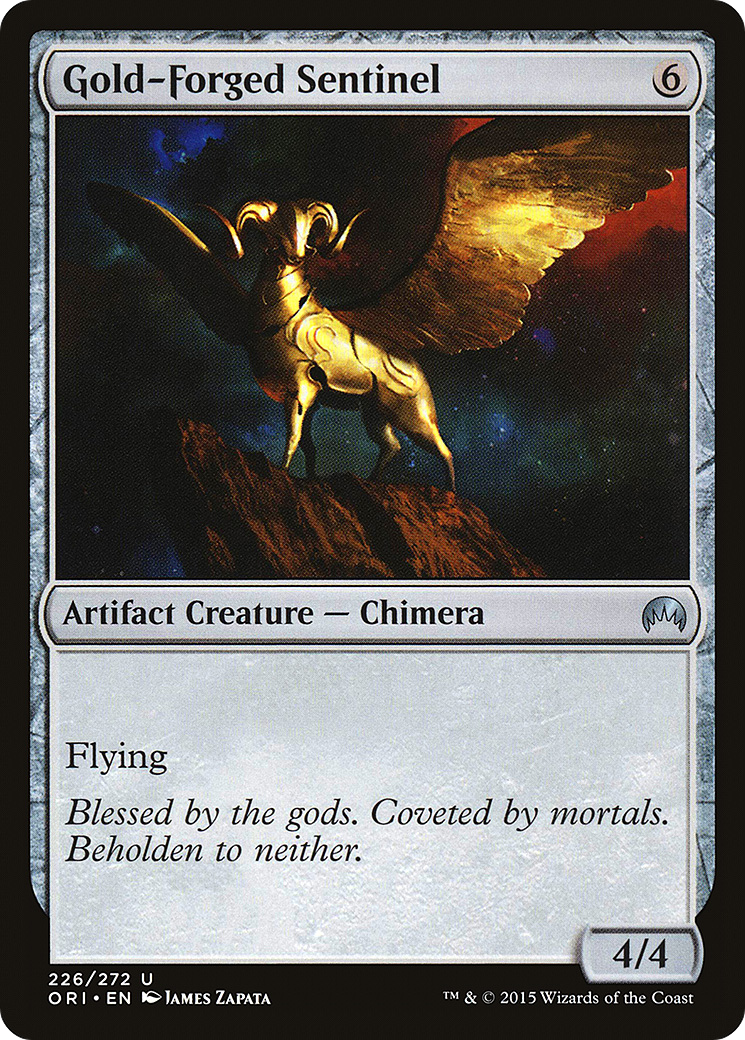 Gold-Forged Sentinel 6
Artifact Creature — Chimera
Flying
Blessed by the gods. Coveted by mortals.
Beholden to neither.
4/4
226/272 U
ORI • EN James Zapata
™ & © 2015 Wizards of the Coast